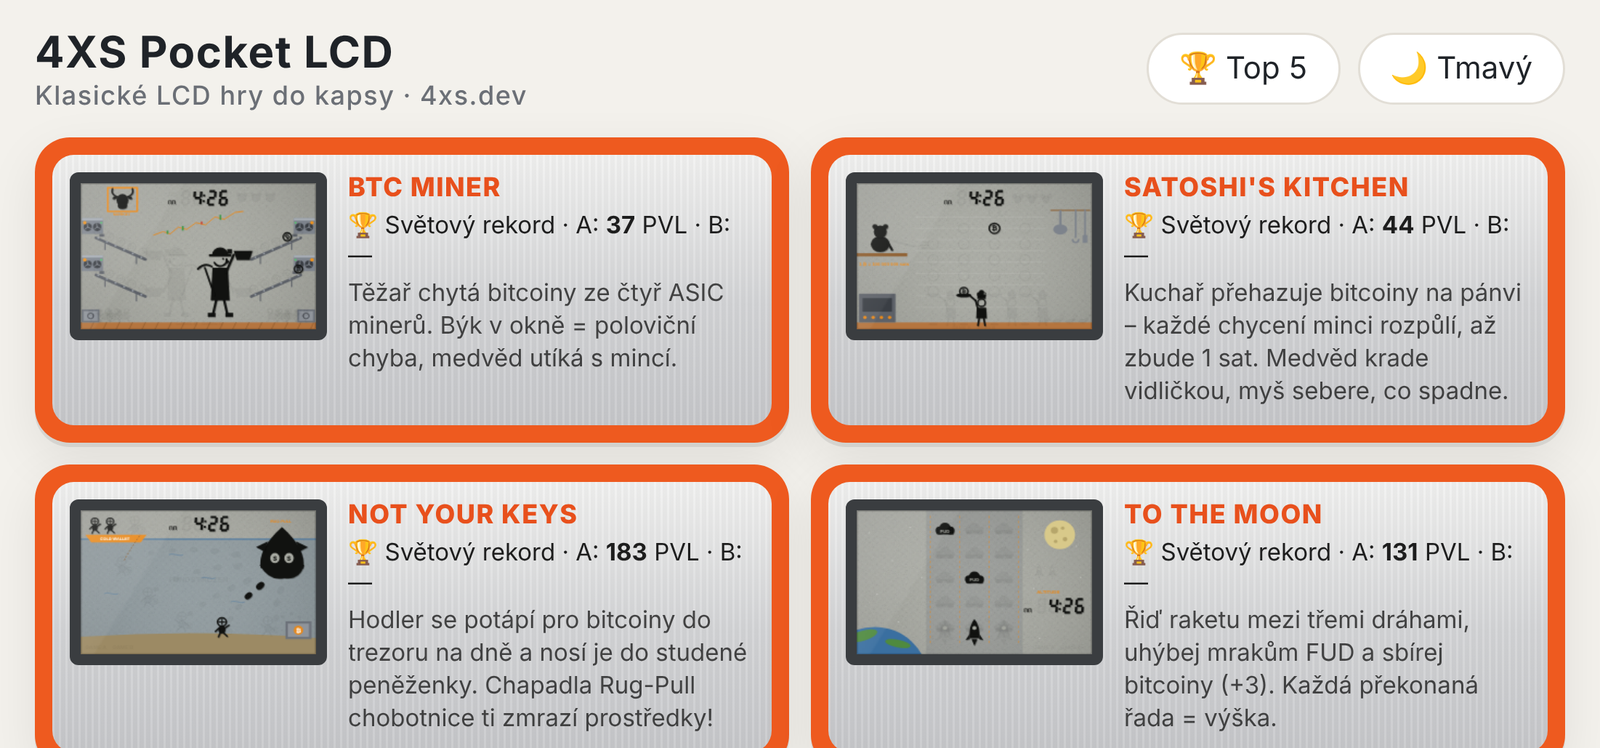 4XS Pocket LCD
Klasické LCD hry do kapsy · 4xs.dev
🏆 Top 5
🌙 Tmavý
4:26
BTC MINER
🏆 Světový rekord · A: 37 PVL · B:
—
Těžař chytá bitcoiny ze čtyř ASIC
minerů. Býk v okně = poloviční
chyba, medvěd utíká s mincí.
4:26
SATOSHI'S KITCHEN
🏆 Světový rekord · A: 44 PVL · B:
—
Kuchař přehazuje bitcoiny na pánvi
– každé chycení minci rozpůlí, až
zbude 1 sat. Medvěd krade
vidličkou, myš sebere, co spadne.
4:26
NOT YOUR KEYS
🏆 Světový rekord · A: 183 PVL · B:
—
Hodler se potápí pro bitcoiny do
trezoru na dně a nosí je do studené
peněženky. Chapadla Rug-Pull
chobotnice ti zmrazí prostředky!
FUD
FUD
4:26
TO THE MOON
🏆 Světový rekord · A: 131 PVL · B:
—
Řiď raketu mezi třemi dráhami,
uhýbej mrakům FUD a sbírej
bitcoiny (+3). Každá překonaná
řada = výška.